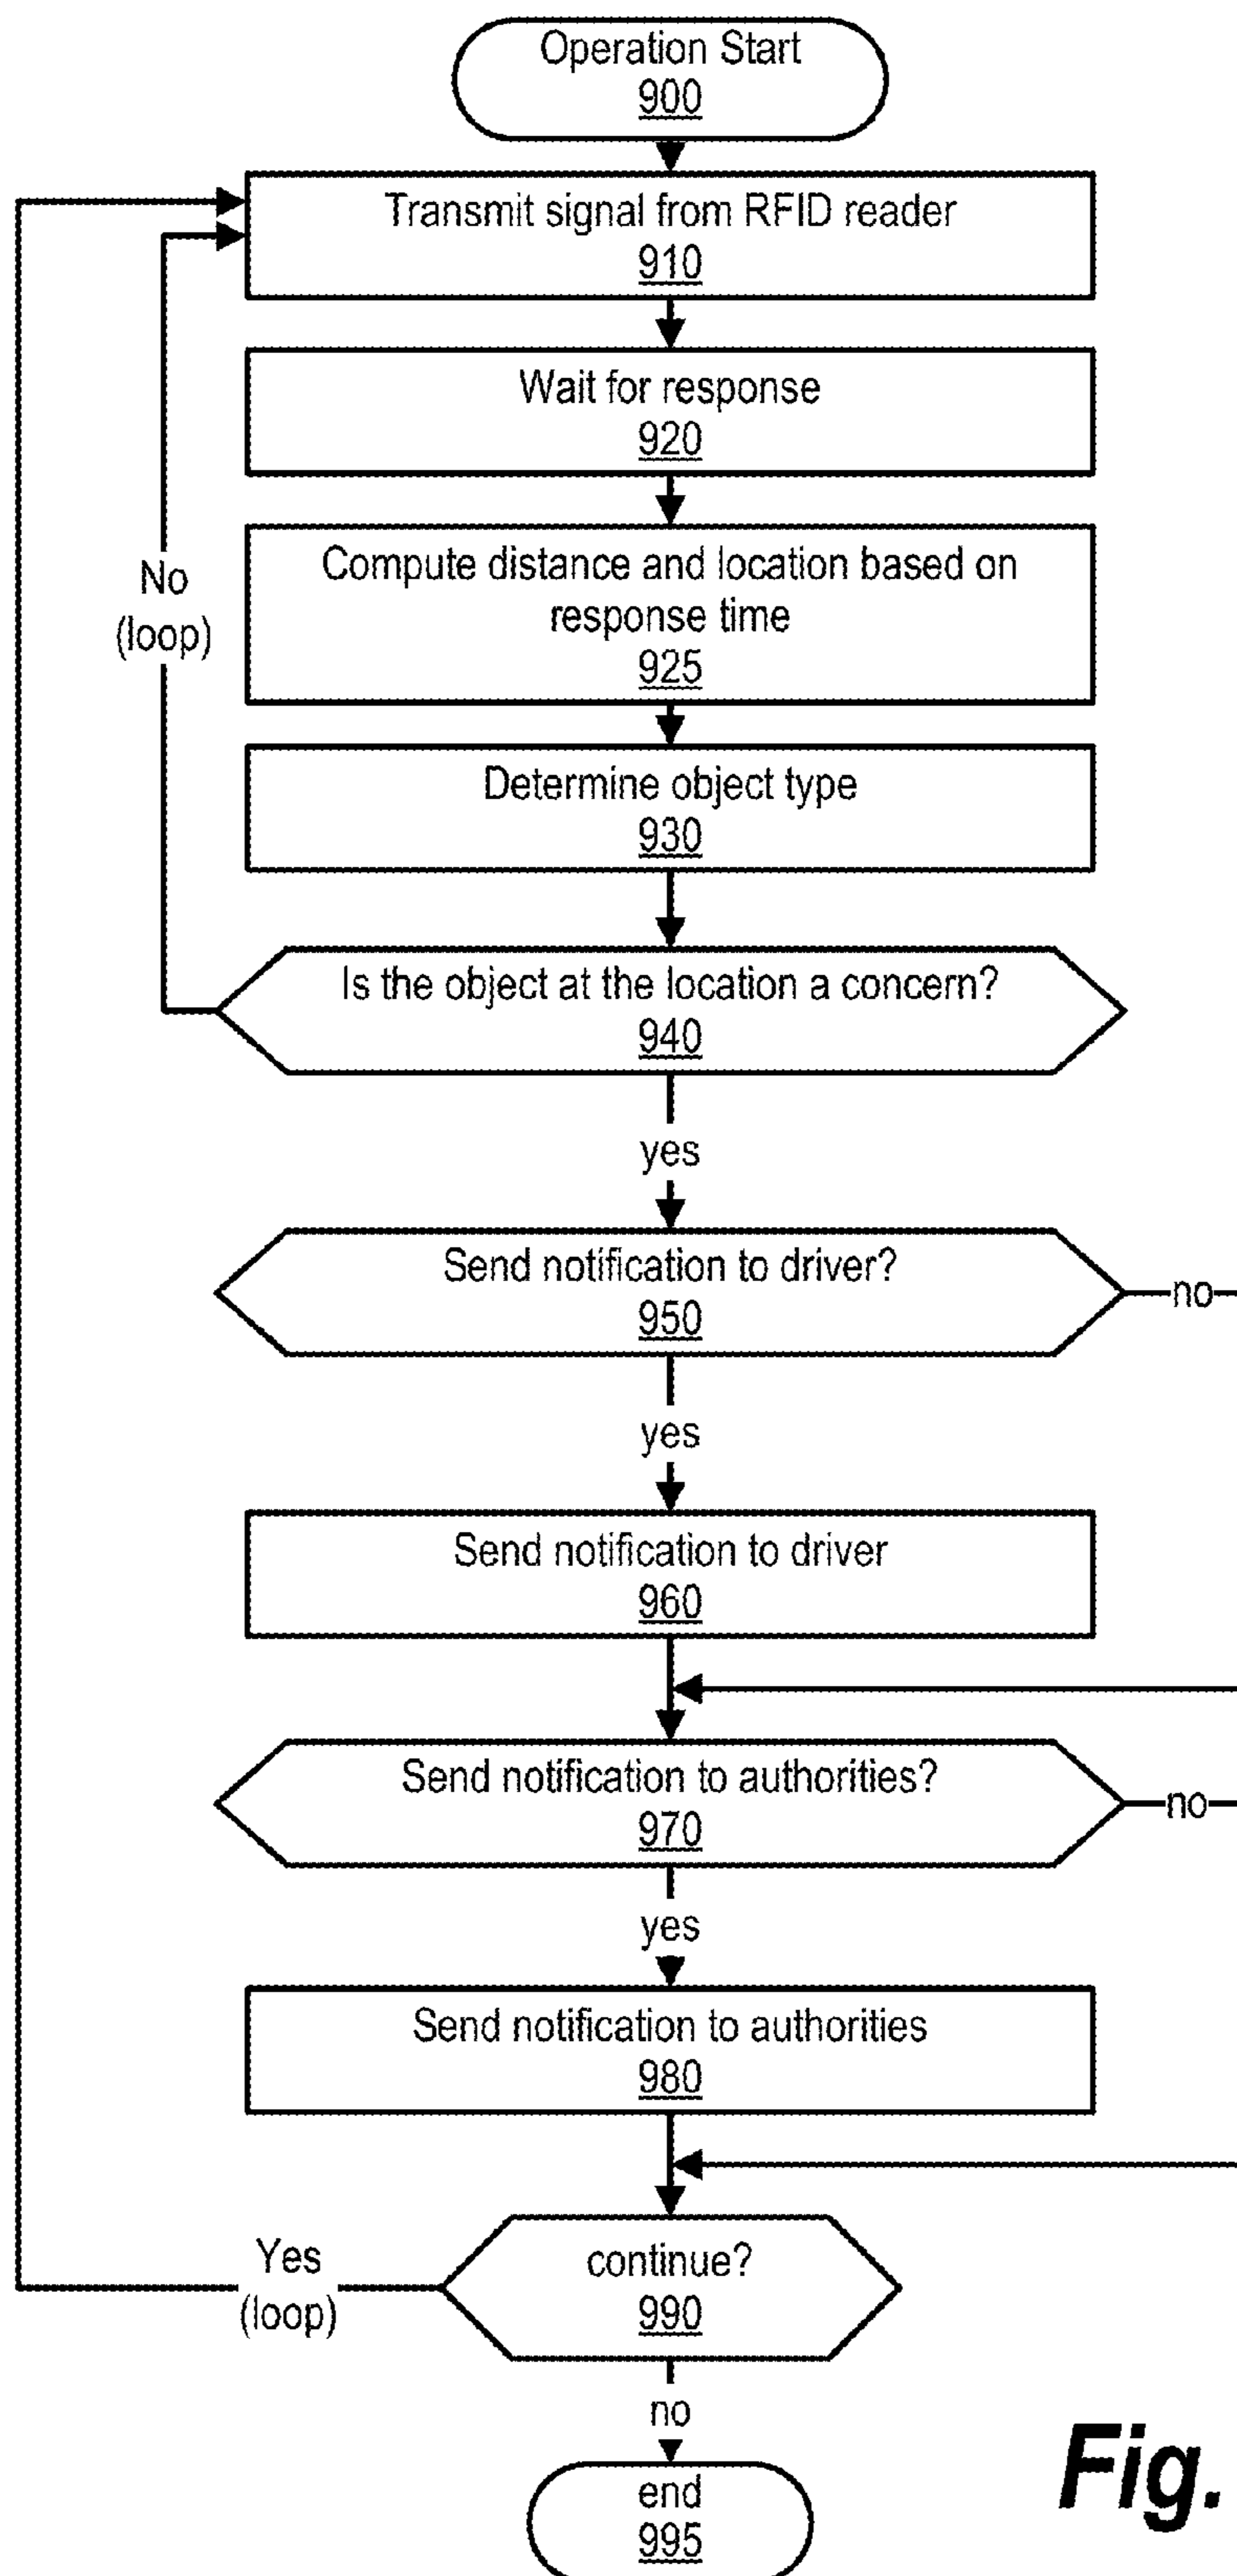 Operation Start
900
Transmit signal from RFID reader
910
Wait for response
920
Compute distance and location based on
response time
925
Determine object type
930
No
(loop)
Is the object at the location a concern?
940
yes
Send notification to driver?
950
no
yes
Send notification to driver
960
Send notification to authorities?
970
no
yes
Send notification to authorities
980
continue?
990
Yes
(loop)
no
end
995
Fig.